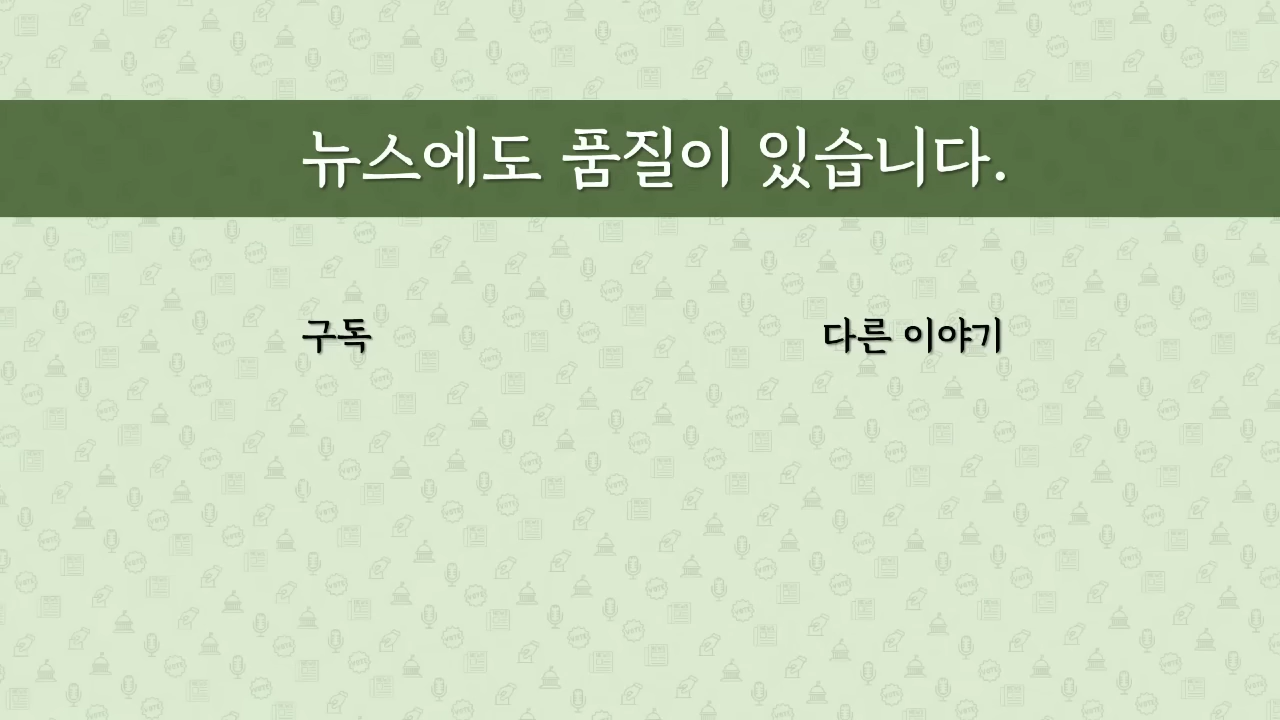 뉴스에도 품질이 있습니다.
구독
다른 이야기